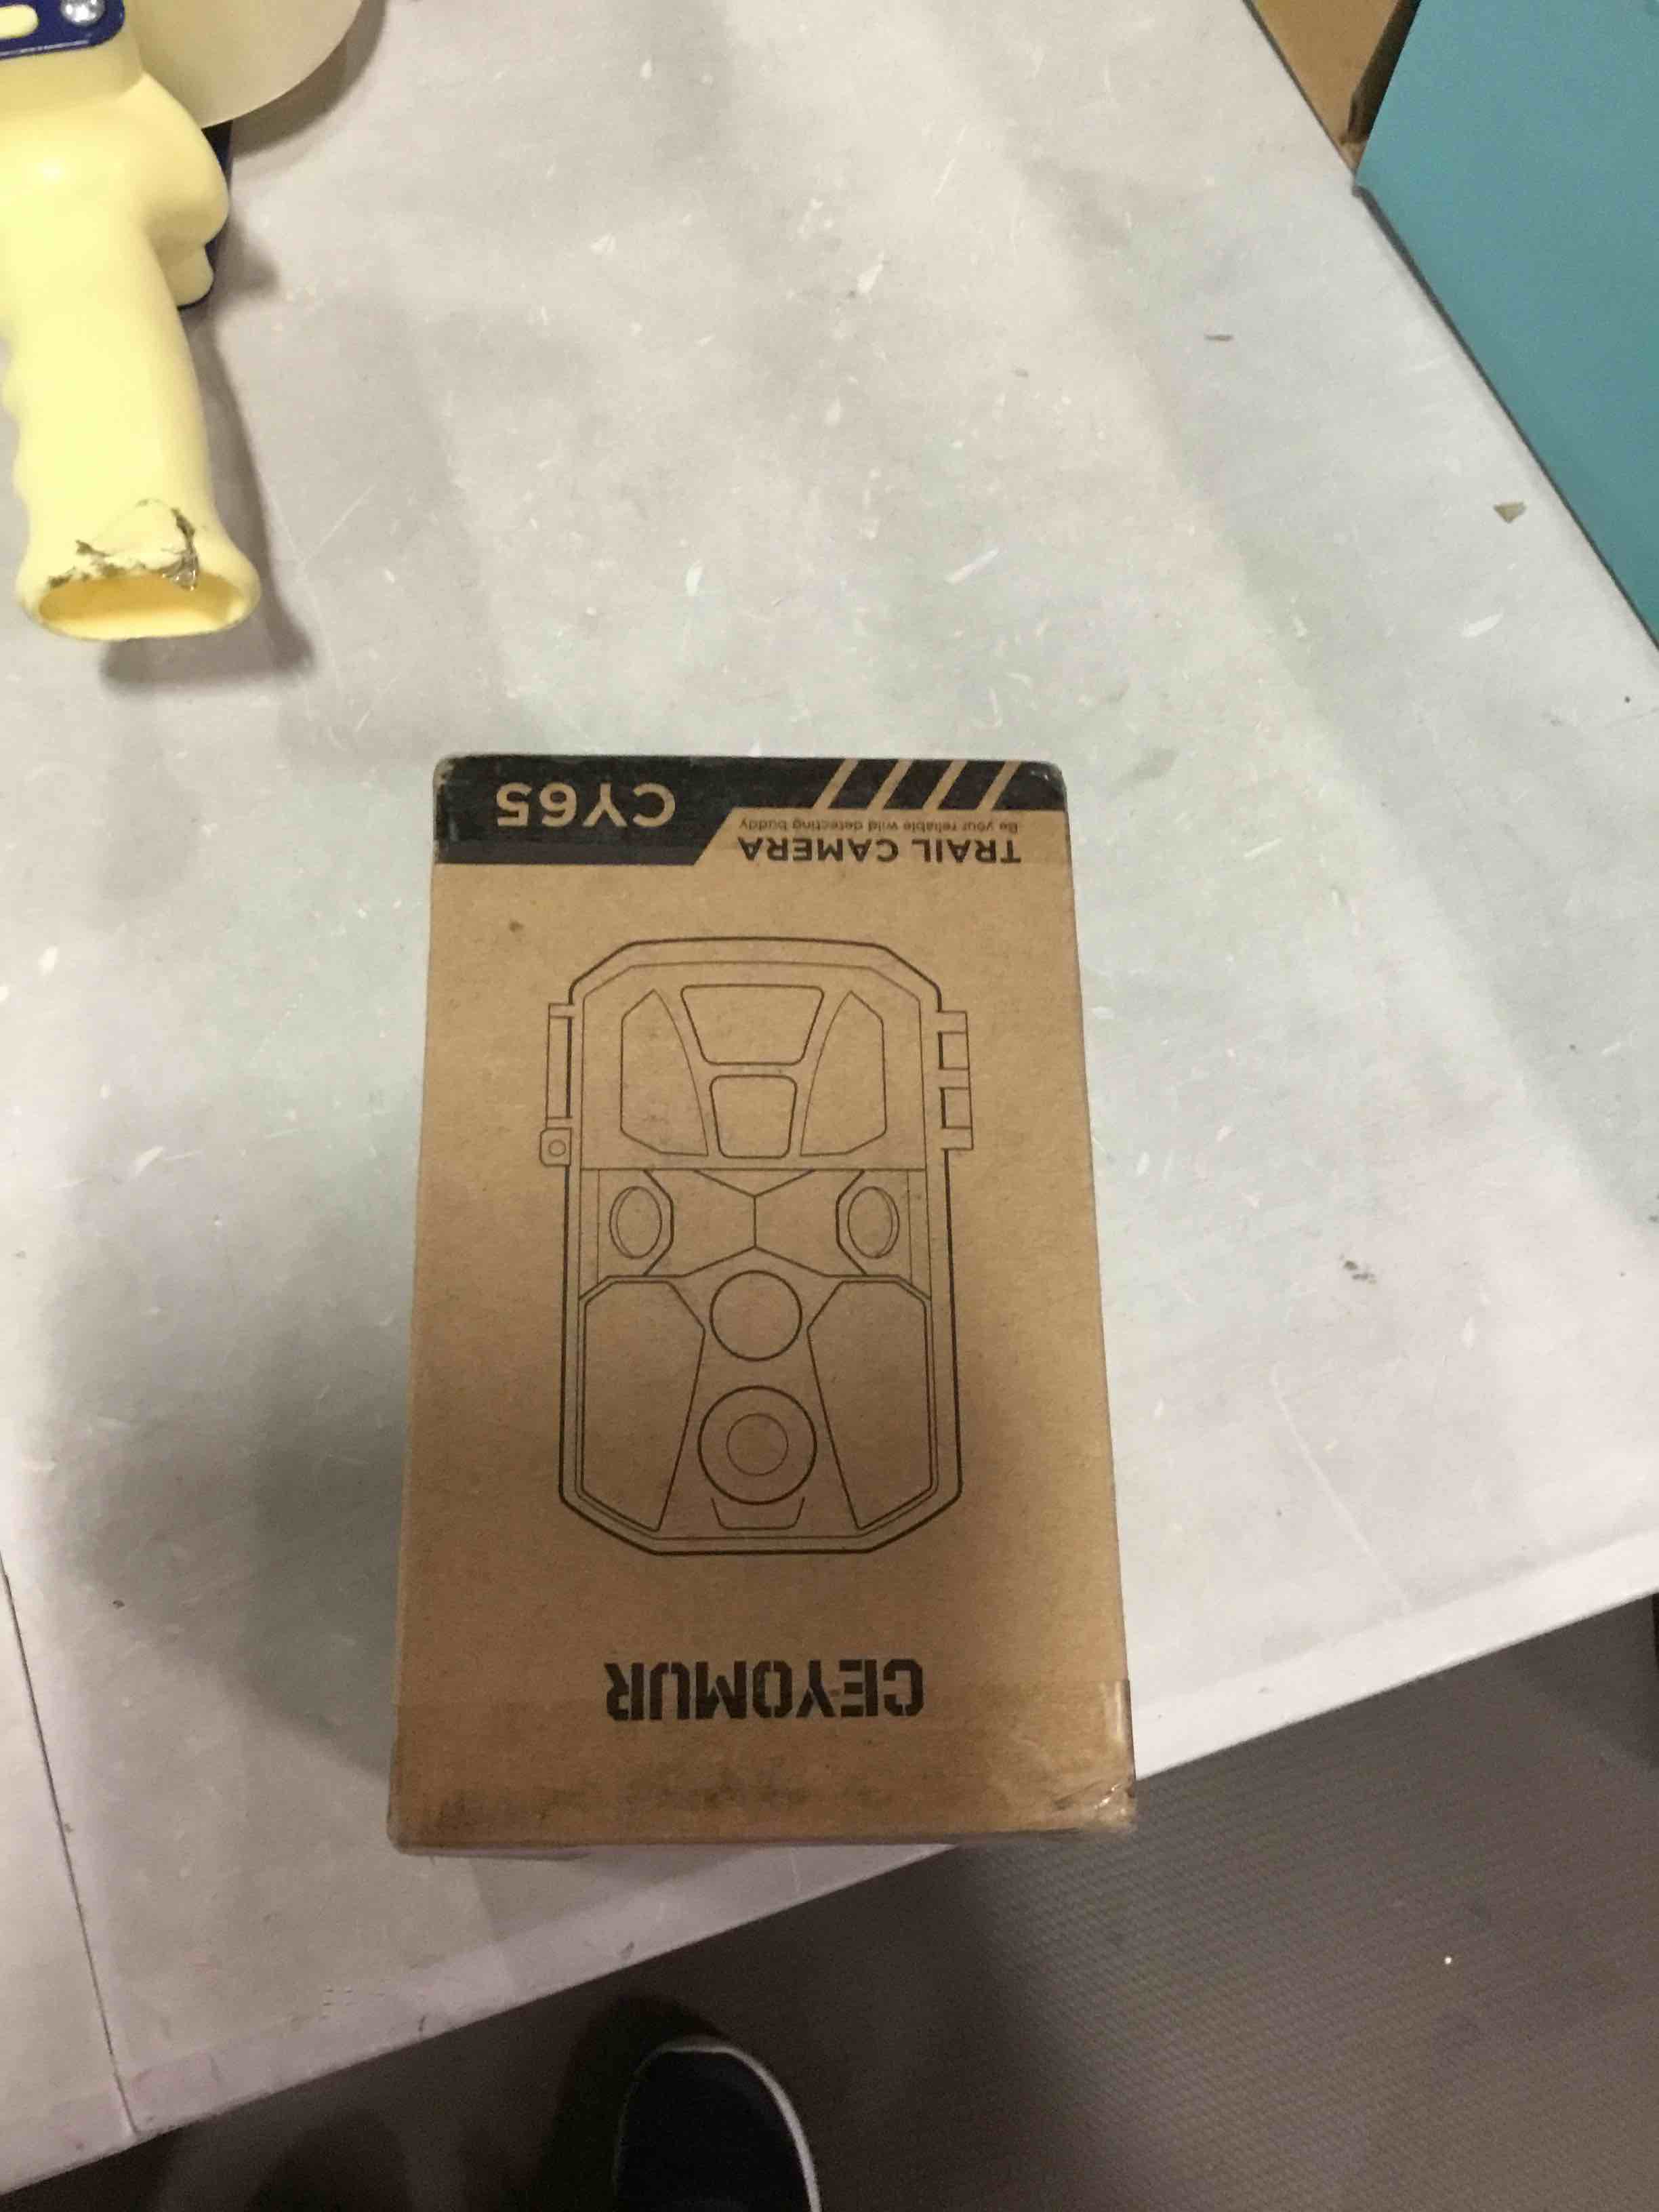 CEYOMUR
TRAIL CAMERA
Be your reliable wild detecting buddy
CY65